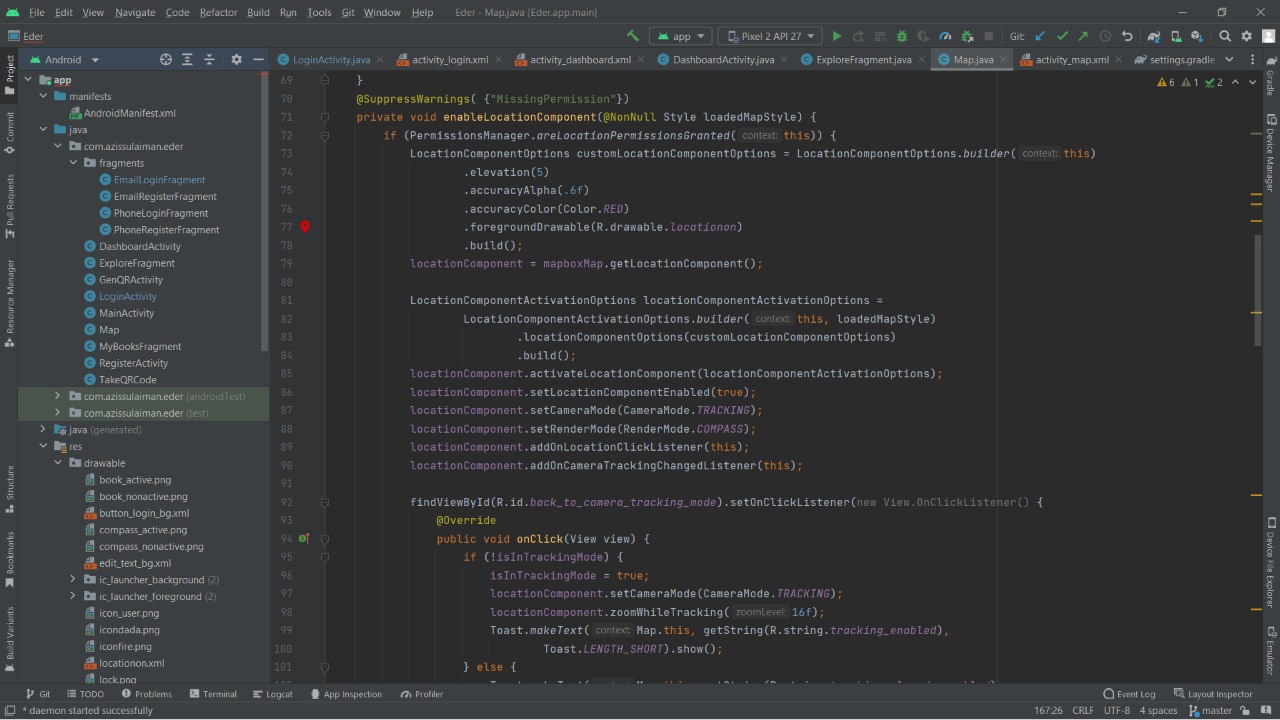 File Edit View Navigate Code Refactor Build Run Tools Git Window Help Eder - Map.java [Eder.app.main]
Eder app Pixel 2 API 27 Git:
Android LoginActivity.java activity_login.xml activity_dashboard.xml DashboardActivity.java ExploreFragment.java Map.java activity_map.xml settings.gradle
Project
Commit
Pull Requests
Resource Manager
Structure
Bookmarks
Build Variants
app
manifests
AndroidManifest.xml
java
com.azissulaiman.eder
fragments
EmailLoginFragment
EmailRegisterFragment
PhoneLoginFragment
PhoneRegisterFragment
DashboardActivity
ExploreFragment
GenQRActivity
LoginActivity
MainActivity
Map
MyBooksFragment
RegisterActivity
TakeQRCode
com.azissulaiman.eder (androidTest)
com.azissulaiman.eder (test)
java (generated)
res
drawable
book_active.png
book_nonactive.png
button_login_bg.xml
compass_active.png
compass_nonactive.png
edit_text_bg.xml
ic_launcher_background (2)
ic_launcher_foreground (2)
icon_user.png
icondada.png
iconfire.png
locationon.xml
lock.png
6 1 2
69 }
70 @SuppressWarnings( {"MissingPermission"})
71 private void enableLocationComponent(@NonNull Style loadedMapStyle) {
72 if (PermissionsManager.areLocationPermissionsGranted( context: this)) {
73 LocationComponentOptions customLocationComponentOptions = LocationComponentOptions.builder( context: this)
74 .elevation(5)
75 .accuracyAlpha(.6f)
76 .accuracyColor(Color.RED)
77 .foregroundDrawable(R.drawable.locationon)
78 .build();
79 locationComponent = mapboxMap.getLocationComponent();
80
81 LocationComponentActivationOptions locationComponentActivationOptions =
82 LocationComponentActivationOptions.builder( context: this, loadedMapStyle)
83 .locationComponentOptions(customLocationComponentOptions)
84 .build();
85 locationComponent.activateLocationComponent(locationComponentActivationOptions);
86 locationComponent.setLocationComponentEnabled(true);
87 locationComponent.setCameraMode(CameraMode.TRACKING);
88 locationComponent.setRenderMode(RenderMode.COMPASS);
89 locationComponent.addOnLocationClickListener(this);
90 locationComponent.addOnCameraTrackingChangedListener(this);
91
92 findViewById(R.id.back_to_camera_tracking_mode).setOnClickListener(new View.OnClickListener() {
93 @Override
94 public void onClick(View view) {
95 if (!isInTrackingMode) {
96 isInTrackingMode = true;
97 locationComponent.setCameraMode(CameraMode.TRACKING);
98 locationComponent.zoomWhileTracking( zoomLevel: 16f);
99 Toast.makeText( context: Map.this, getString(R.string.tracking_enabled),
100 Toast.LENGTH_SHORT).show();
101 } else {
Gradle
Device Manager
Device File Explorer
Emulator
Git TODO Problems Terminal Logcat App Inspection Profiler Event Log Layout Inspector
* daemon started successfully 167:26 CRLF UTF-8 4 spaces master